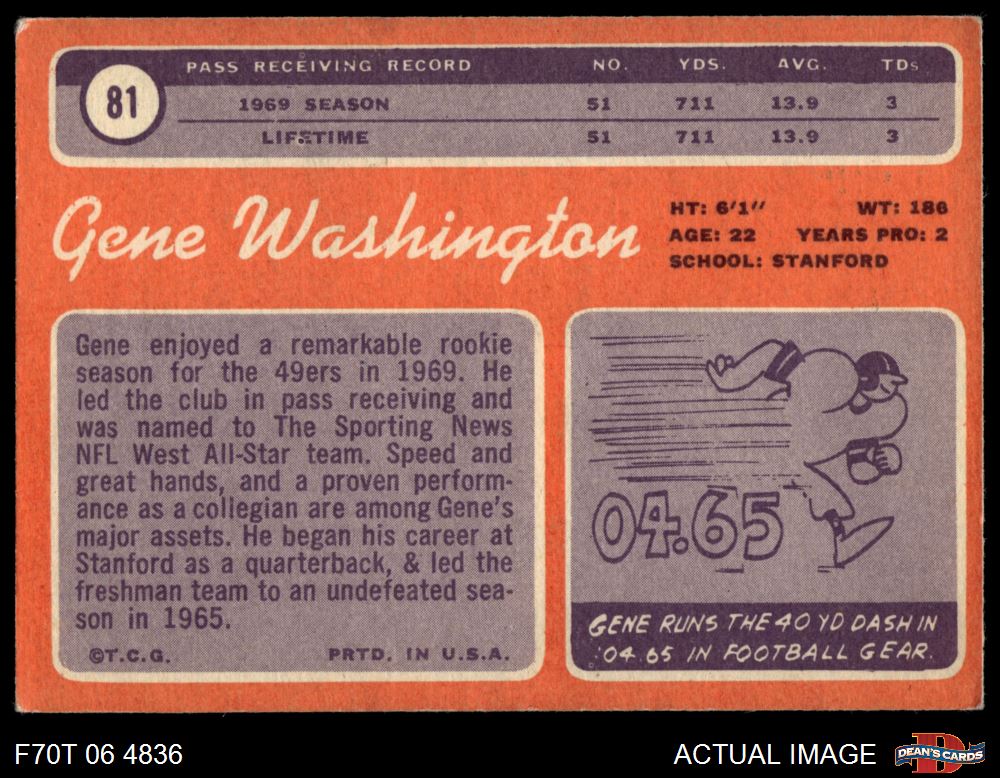 81
PASS RECEIVING RECORD NO. YDS. AVG. TDs
1969 SEASON 51 711 13.9 3
LIFETIME 51 711 13.9 3
Gene Washington
HT: 6'1" WT: 186
AGE: 22 YEARS PRO: 2
SCHOOL: STANFORD
Gene enjoyed a remarkable rookie
season for the 49ers in 1969. He
led the club in pass receiving and
was named to The Sporting News
NFL West All-Star team. Speed and
great hands, and a proven perform-
ance as a collegian are among Gene's
major assets. He began his career at
Stanford as a quarterback, & led the
freshman team to an undefeated sea-
son in 1965.
©T.C.G. PRTD. IN U.S.A.
04.65
GENE RUNS THE 40 YD DASH IN
:04.65 IN FOOTBALL GEAR.
F70T 06 4836
ACTUAL IMAGE
DEAN'S CARDS